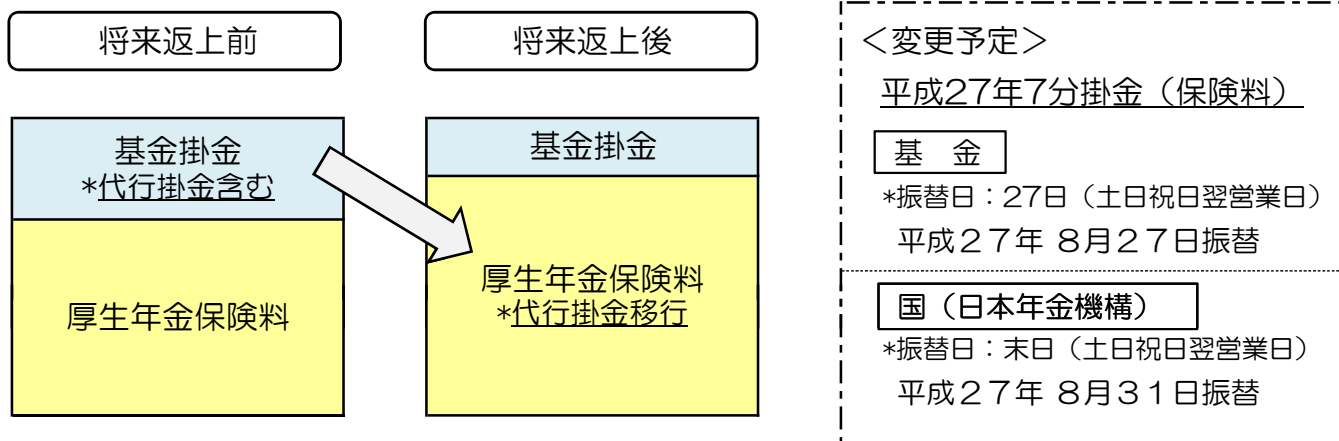 将来返上前
将来返上後
基金掛金
*代行掛金含む
厚生年金保険料
基金掛金
厚生年金保険料
*代行掛金移行
＜変更予定＞
平成27年7分掛金（保険料）
基　金
*振替日：27日（土日祝日翌営業日）
平成２７年 ８月２７日振替
国（日本年金機構）
*振替日：末日（土日祝日翌営業日）
平成２７年 ８月３１日振替